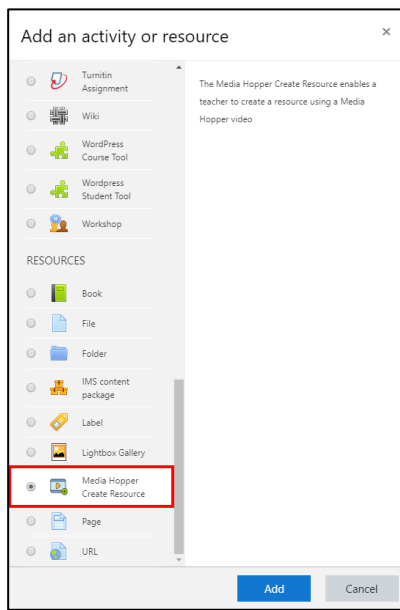 Add an activity or resource
×
Turnitin
Assignment
Wiki
WordPress
Course Tool
Wordpress
Student Tool
Workshop
RESOURCES
Book
File
Folder
IMS content
package
Label
Lightbox Gallery
Media Hopper
Create Resource
Page
URL
The Media Hopper Create Resource enables a
teacher to create a resource using a Media
Hopper video
Add
Cancel